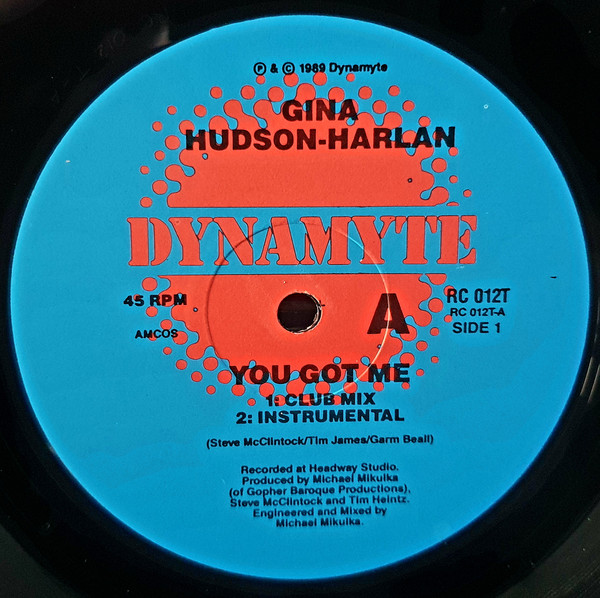 ℗ & © 1989 Dynamyte
GINA
HUDSON-HARLAN
DYNAMYTE
45 RPM
AMCOS
A
RC 012T
RC 012T-A
SIDE 1
YOU GOT ME
1: CLUB MIX
2: INSTRUMENTAL
(Steve McClintock/Tim James/Garm Beall)
Recorded at Headway Studio.
Produced by Michael Mikulka
(of Gopher Baroque Productions),
Steve McClintock and Tim Heintz.
Engineered and Mixed by
Michael Mikulka.